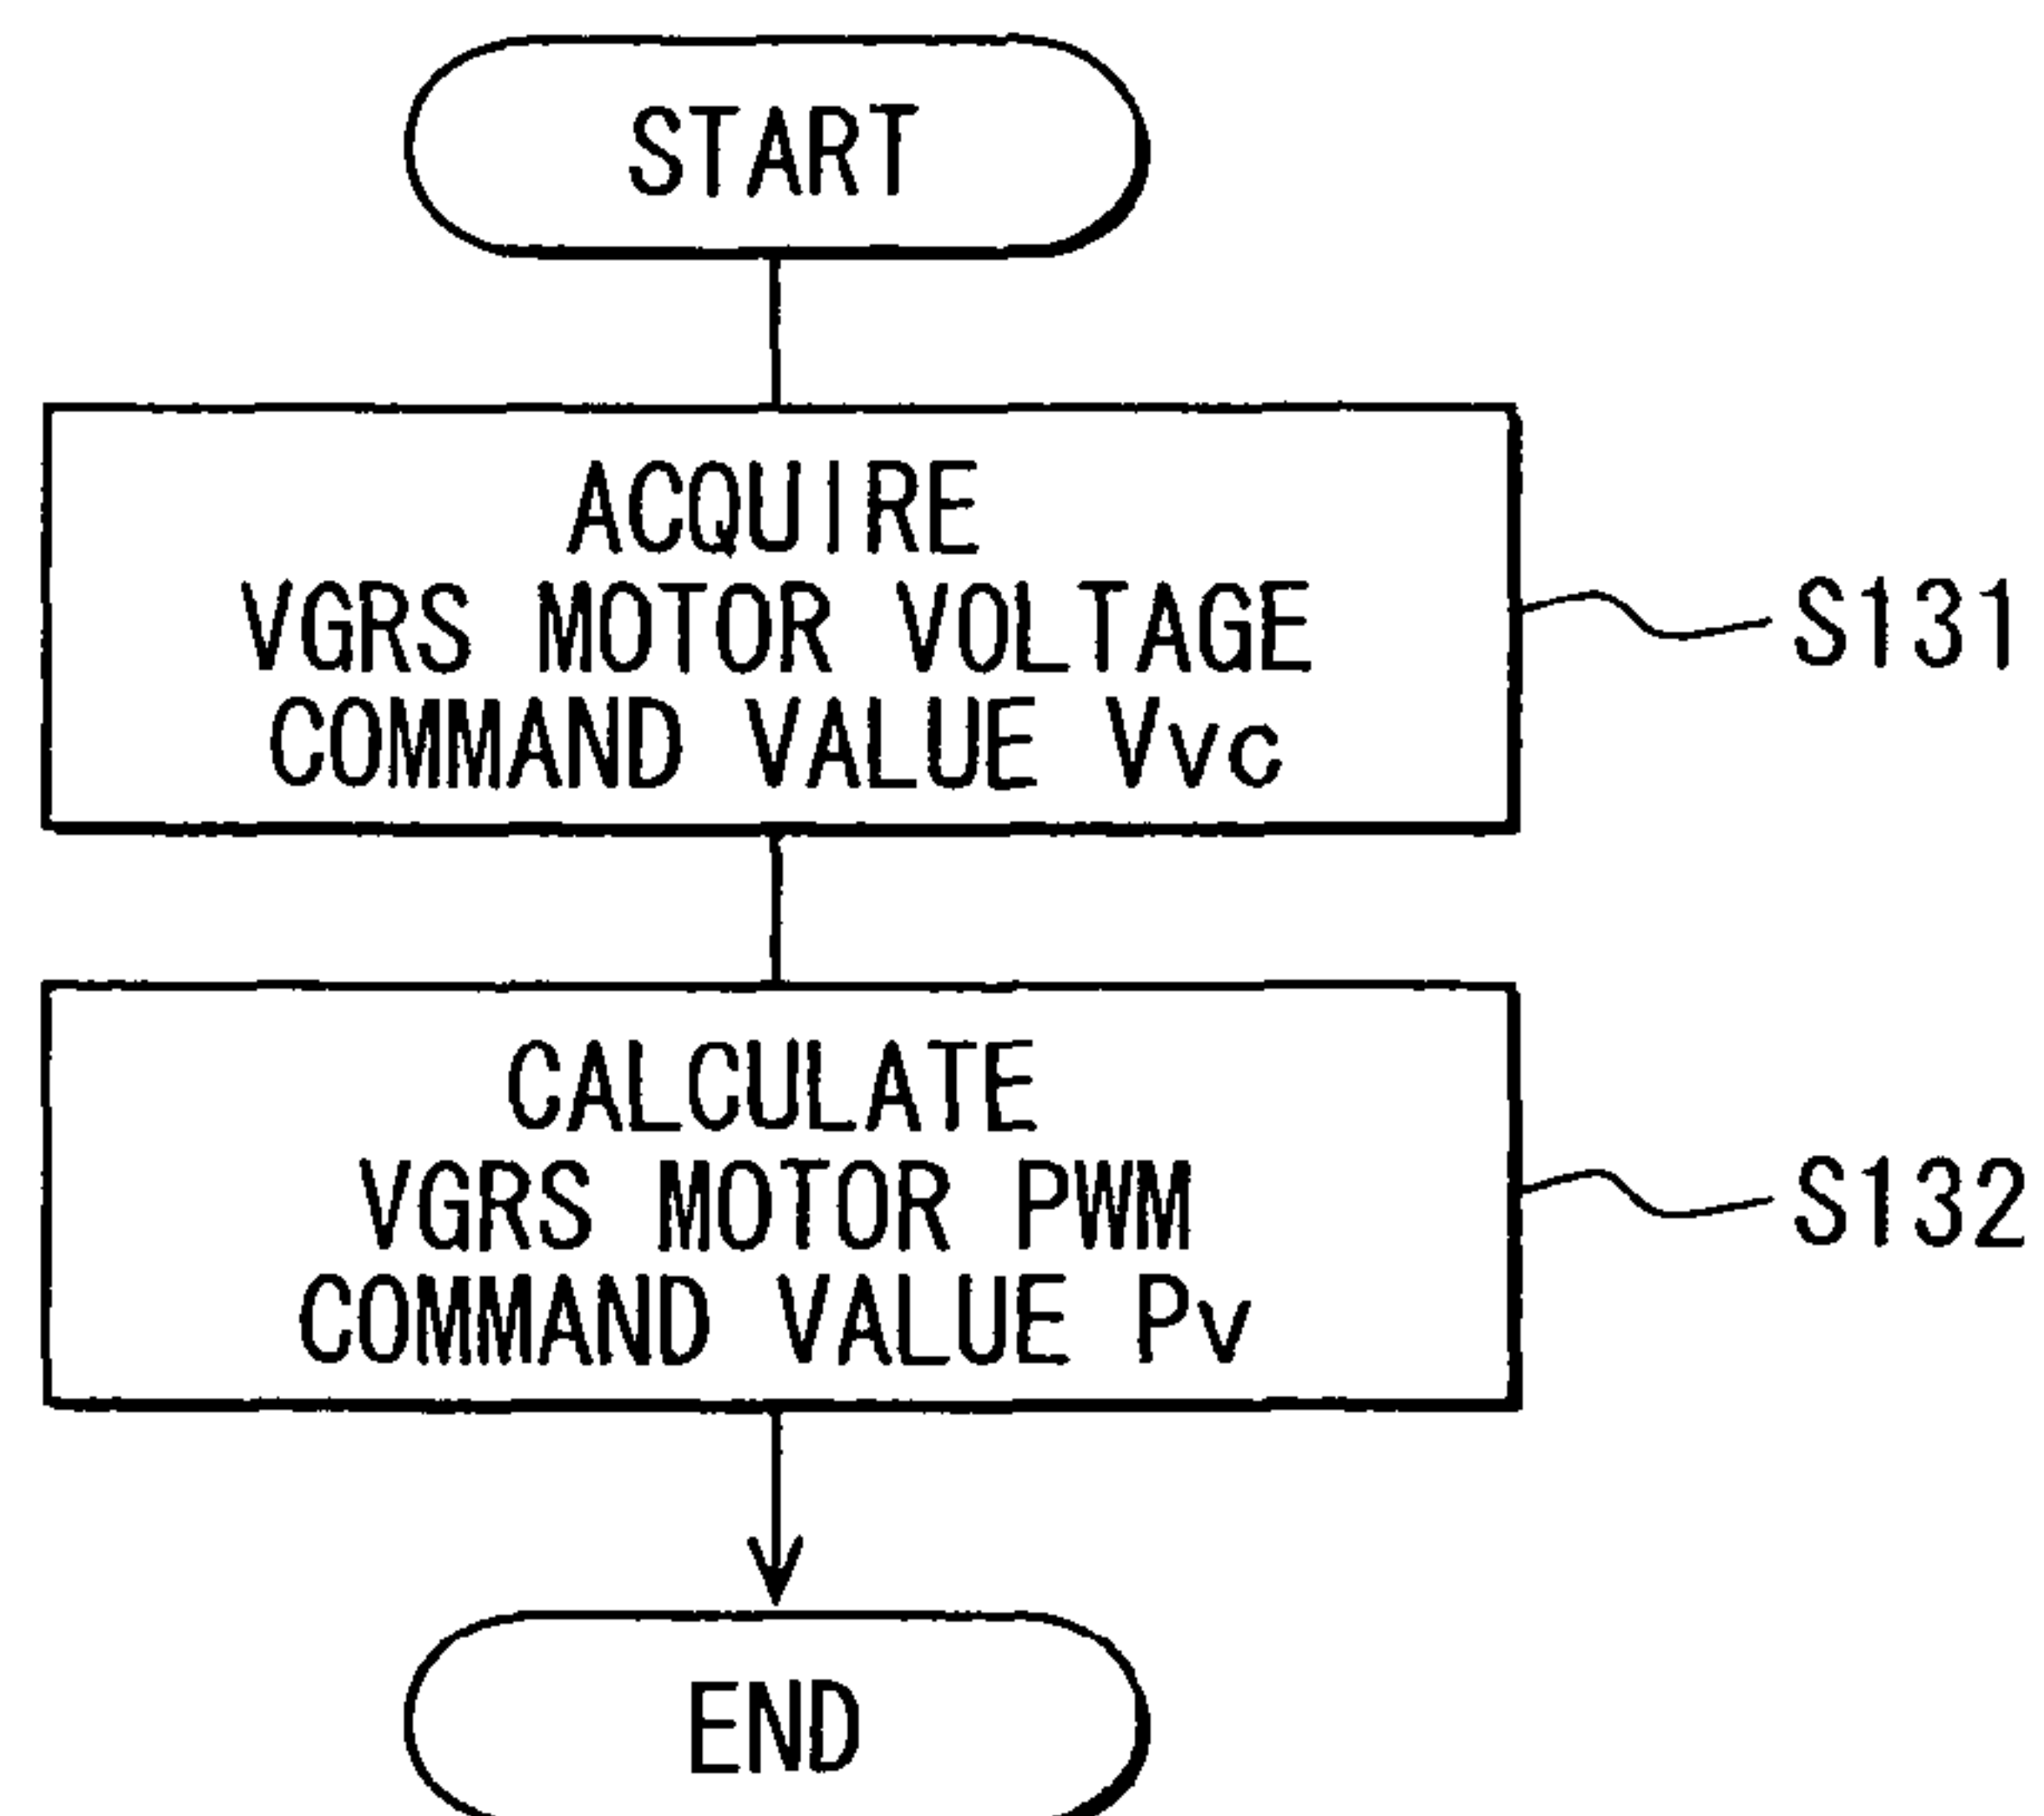 START
ACQUIRE
VGRS MOTOR VOLTAGE
COMMAND VALUE Vvc
S131
CALCULATE
VGRS MOTOR PWM
COMMAND VALUE Pv
S132
END